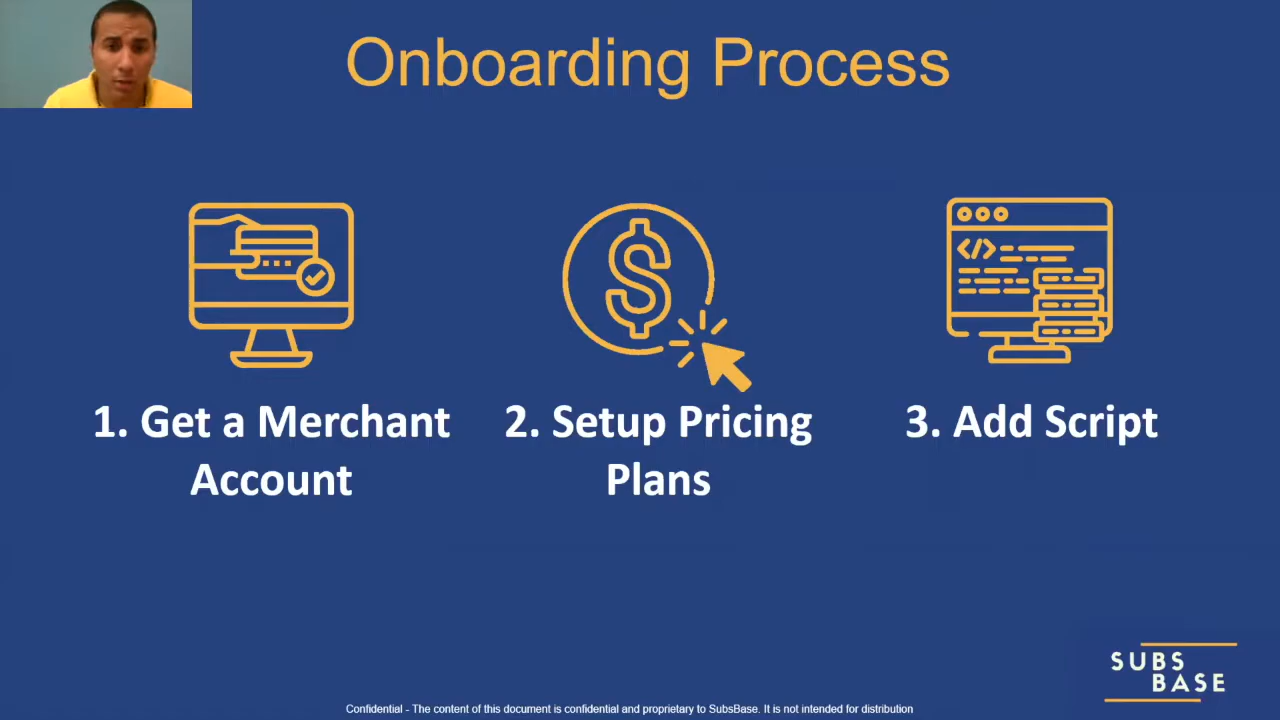 Onboarding Process
1. Get a Merchant
Account
2. Setup Pricing
Plans
3. Add Script
SUBS
BASE
Confidential - The content of this document is confidential and proprietary to SubsBase. It is not intended for distribution